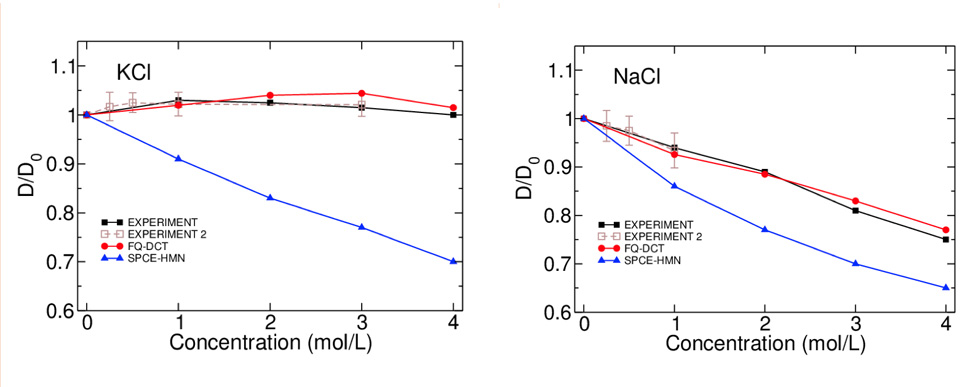 KCl
1.1
1
0.9
0.8
0.7
0.6
D/D0
EXPERIMENT
EXPERIMENT 2
FQ-DCT
SPCE-HMN
0 1 2 3 4
Concentration (mol/L)
NaCl
1.1
1
0.9
0.8
0.7
0.6
D/D0
EXPERIMENT
EXPERIMENT 2
FQ-DCT
SPCE-HMN
0 1 2 3 4
Concentration (mol/L)